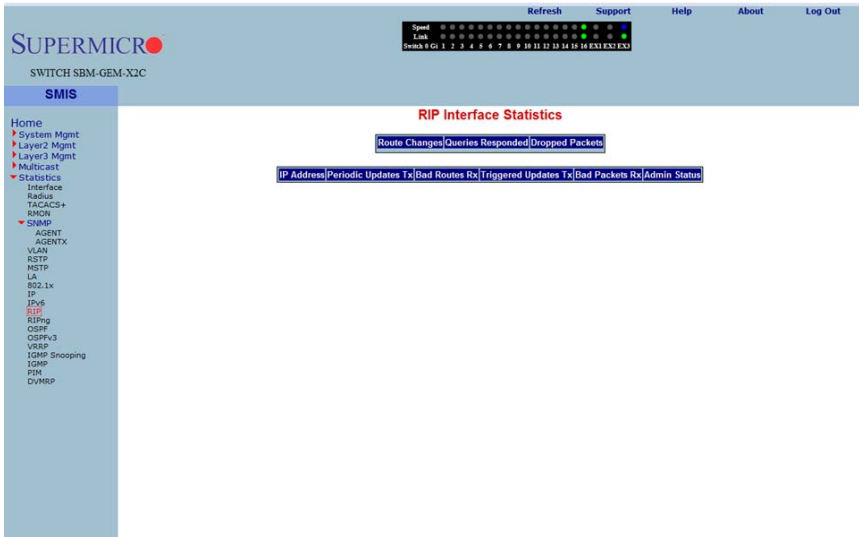 Refresh Support Help About Log Out
SUPERMICRO
SWITCH SBM-GEM-X2C
Speed
Link
Switch 0 Gi 1 2 3 4 5 6 7 8 9 10 11 12 13 14 15 16 EX1 EX2 EX3
SMIS
Home
System Mgmt
Layer2 Mgmt
Layer3 Mgmt
Multicast
Statistics
Interface
Radius
TACACS+
RMON
SNMP
AGENT
AGENTX
VLAN
RSTP
MSTP
LA
802.1x
IP
IPv6
RIP
RIPng
OSPF
OSPFv3
VRRP
IGMP Snooping
IGMP
PIM
DVMRP
RIP Interface Statistics
Route Changes Queries Responded Dropped Packets
IP Address Periodic Updates Tx Bad Routes Rx Triggered Updates Tx Bad Packets Rx Admin Status